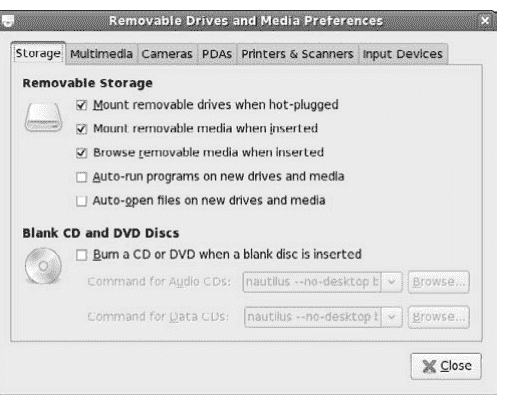 Removable Drives and Media Preferences
Storage Multimedia Cameras PDAs Printers & Scanners Input Devices
Removable Storage
Mount removable drives when hot-plugged
Mount removable media when inserted
Browse removable media when inserted
Auto-run programs on new drives and media
Auto-open files on new drives and media
Blank CD and DVD Discs
Burn a CD or DVD when a blank disc is inserted
Command for Audio CDs: nautilus --no-desktop b Browse...
Command for Data CDs: nautilus --no-desktop b Browse...
Close